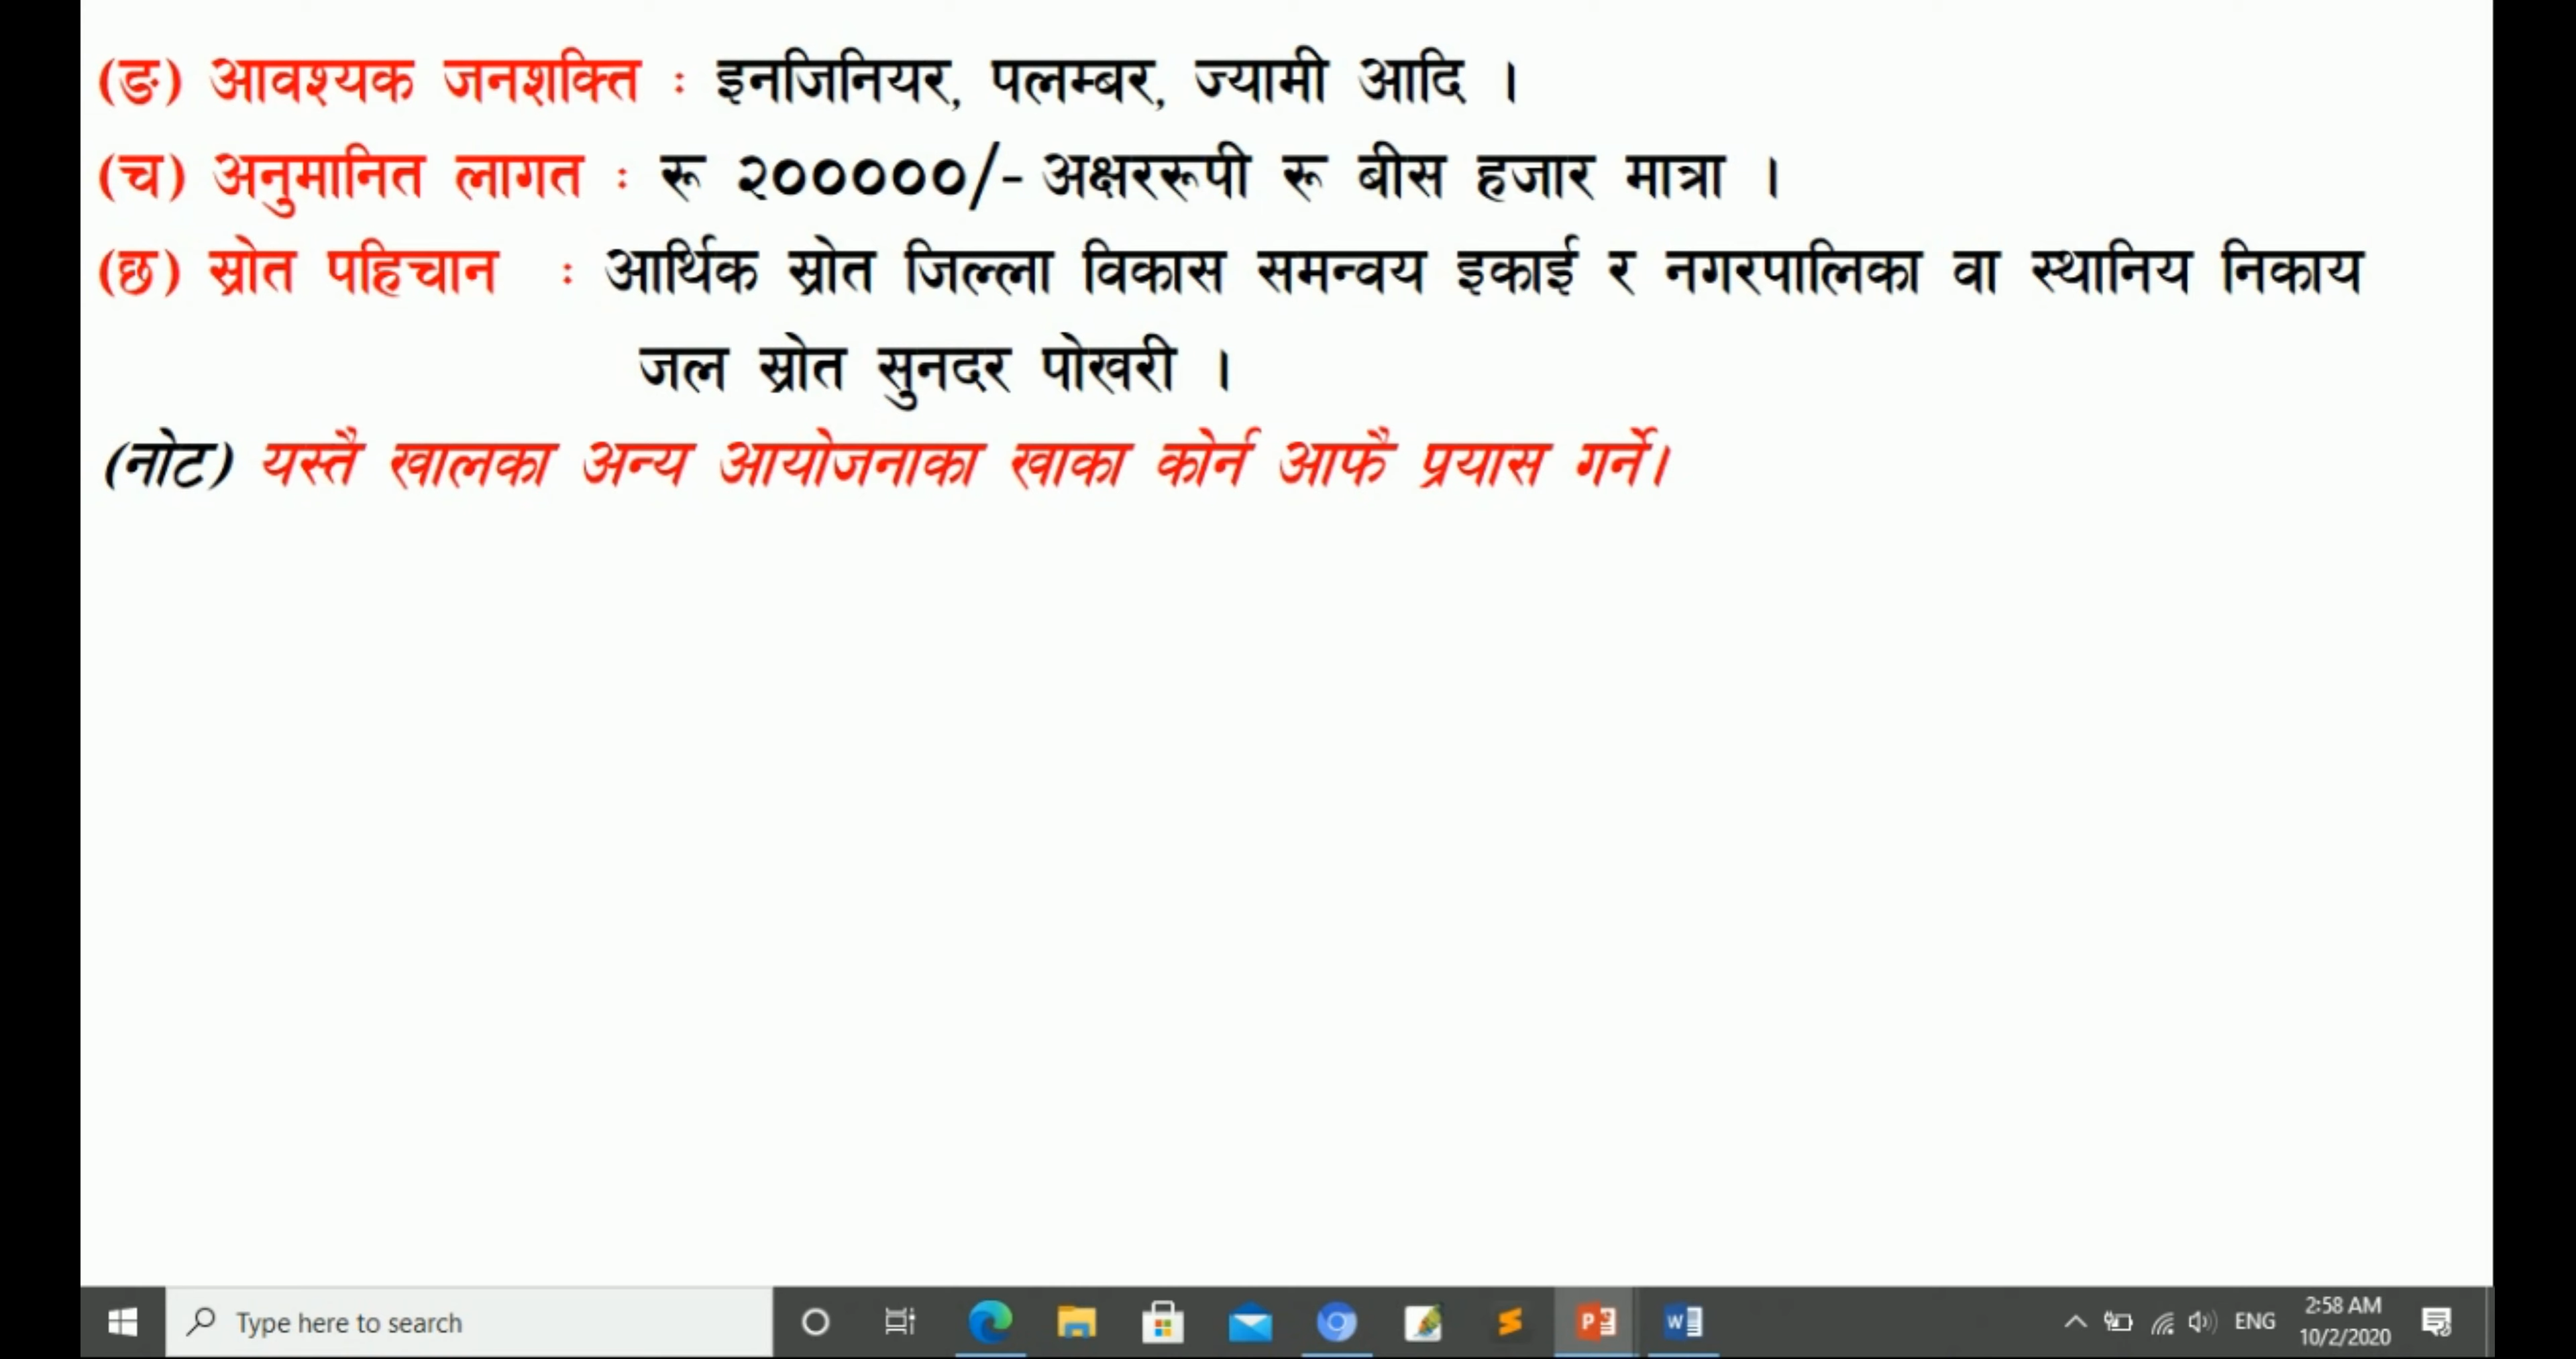 (ङ) आवश्यक जनशक्ति : इनजिनियर, पलम्बर, ज्यामी आदि ।
(च) अनुमानित लागत : रू २०००००/- अक्षररूपी रू बीस हजार मात्रा ।
(छ) स्रोत पहिचान : आर्थिक स्रोत जिल्ला विकास समन्वय इकाई र नगरपालिका वा स्थानिय निकाय
जल स्रोत सुनदर पोखरी ।
(नोट) यस्तै खालका अन्य आयोजनाका खाका कोर्न आफै प्रयास गर्ने।
Type here to search
ENG
2:58 AM
10/2/2020